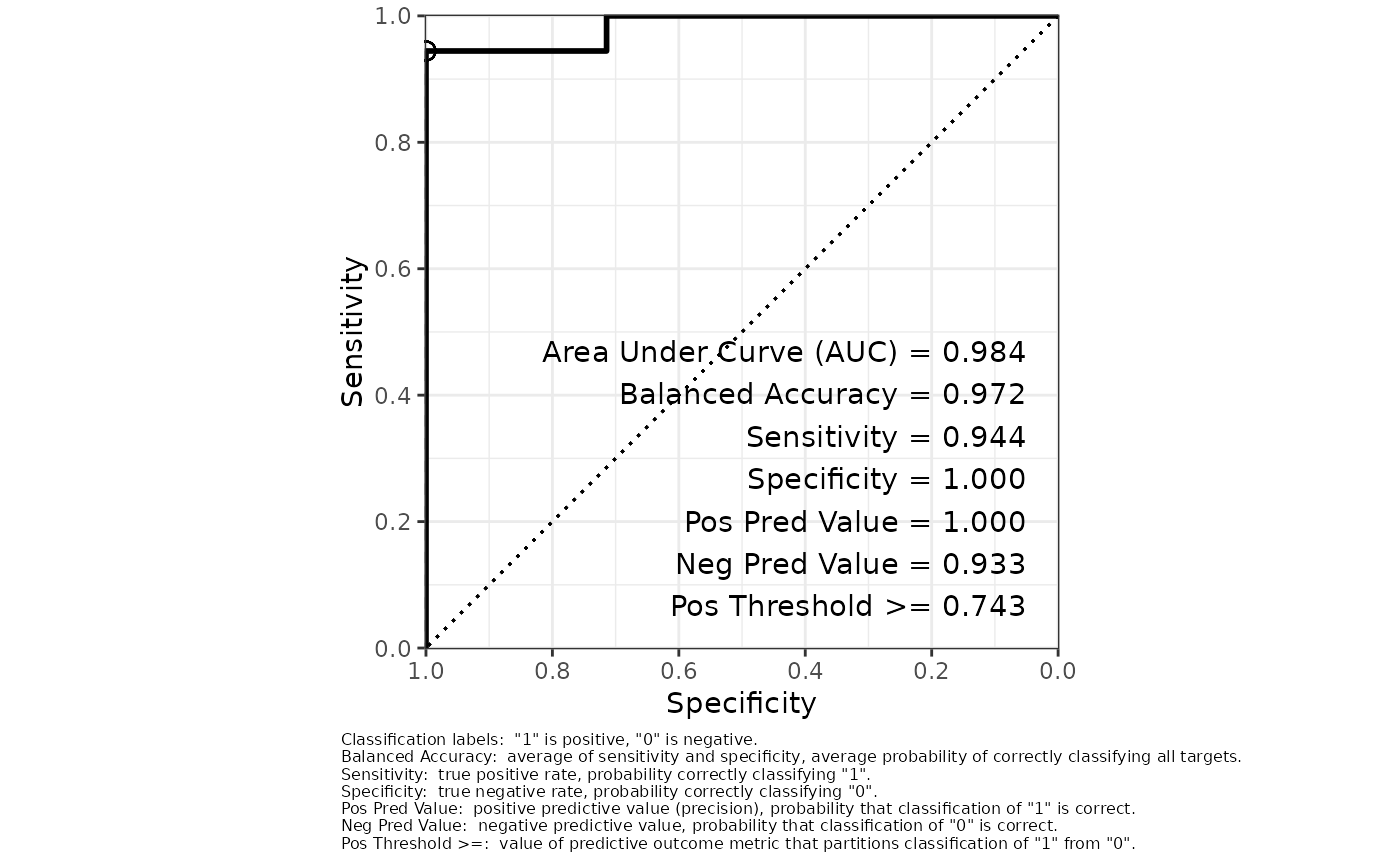 1.0
0.8
0.6
0.4
0.2
0.0
Sensitivity
Area Under Curve (AUC) = 0.984
Balanced Accuracy = 0.972
Sensitivity = 0.944
Specificity = 1.000
Pos Pred Value = 1.000
Neg Pred Value = 0.933
Pos Threshold >= 0.743
1.0 0.8 0.6 0.4 0.2 0.0
Specificity
Classification labels:  "1" is positive, "0" is negative.
Balanced Accuracy:  average of sensitivity and specificity, average probability of correctly classifying all targets.
Sensitivity:  true positive rate, probability correctly classifying "1".
Specificity:  true negative rate, probability correctly classifying "0".
Pos Pred Value:  positive predictive value (precision), probability that classification of "1" is correct.
Neg Pred Value:  negative predictive value, probability that classification of "0" is correct.
Pos Threshold >=:  value of predictive outcome metric that partitions classification of "1" from "0".